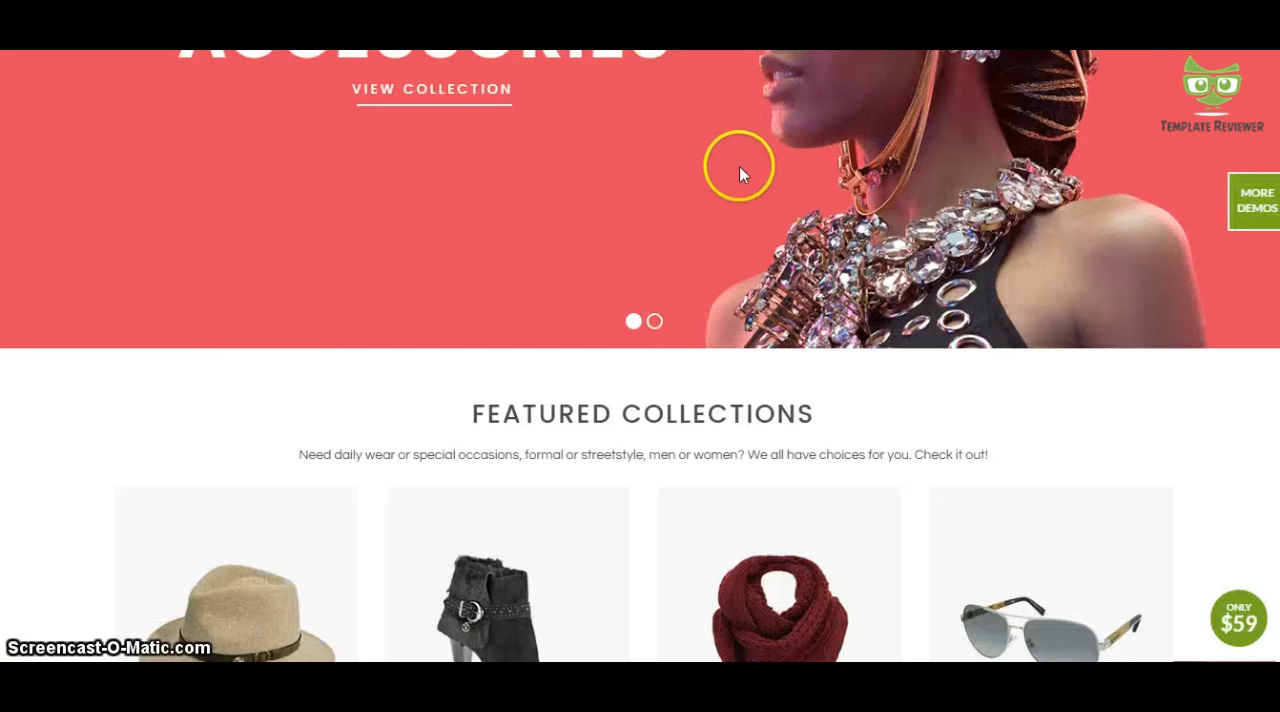 ACCESSORIES
VIEW COLLECTION
TEMPLATE REVIEWER
MORE
DEMOS
FEATURED COLLECTIONS
Need daily wear or special occasions, formal or streetstyle, men or women? We all have choices for you. Check it out!
ONLY
$59
Screencast-O-Matic.com